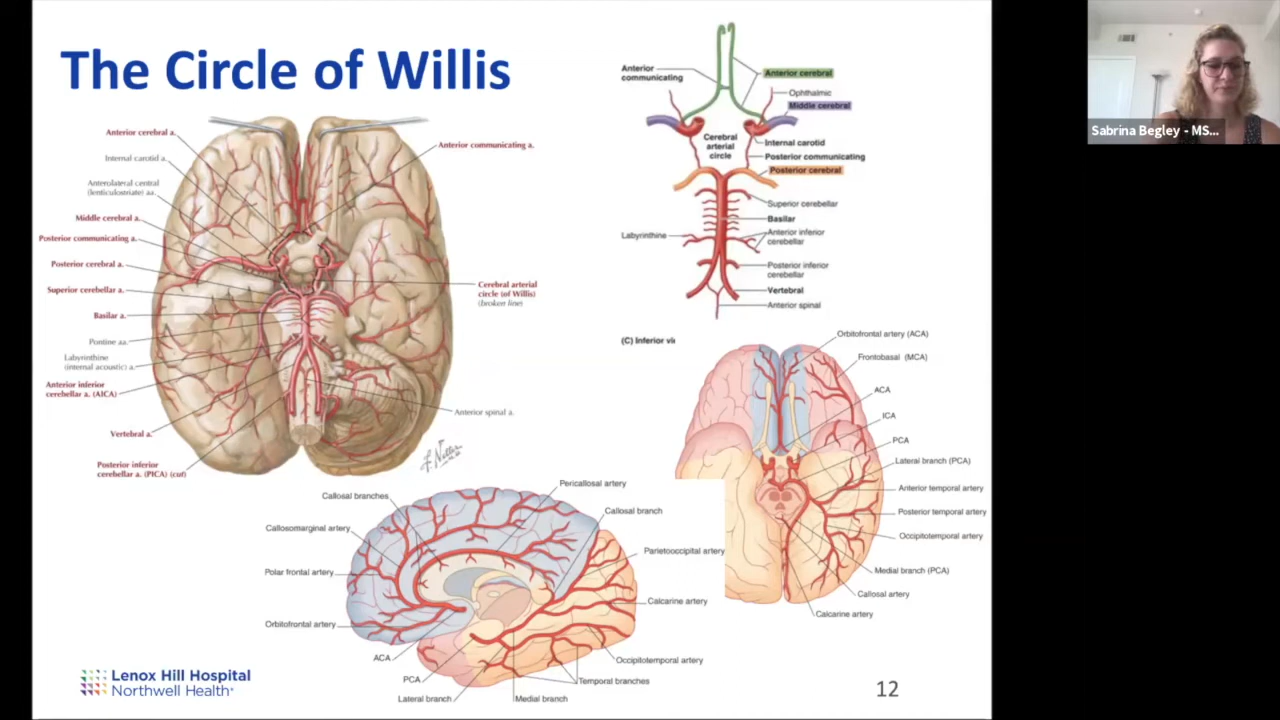 The Circle of Willis
Anterior cerebral a.
Internal carotid a.
Anterolateral central
(lenticulostriate) aa.
Middle cerebral a.
Posterior communicating a.
Posterior cerebral a.
Superior cerebellar a.
Basilar a.
Pontine aa.
Labyrinthine
(internal acoustic) a.
Anterior inferior
cerebellar a. (AICA)
Vertebral a.
Posterior inferior
cerebellar a. (PICA) (cut)
Anterior communicating a.
Cerebral arterial
circle (of Willis)
(broken line)
Anterior spinal a.
F. Netter
Anterior
communicating
Anterior cerebral
Ophthalmic
Middle cerebral
Cerebral
arterial
circle
Internal carotid
Posterior communicating
Posterior cerebral
Superior cerebellar
Basilar
Labyrinthine
Anterior inferior
cerebellar
Posterior inferior
cerebellar
Vertebral
Anterior spinal
(C) Inferior
Orbitofrontal artery (ACA)
Frontobasal (MCA)
ACA
ICA
PCA
Lateral branch (PCA)
Anterior temporal artery
Posterior temporal artery
Occipitotemporal artery
Medial branch (PCA)
Callosal artery
Calcarine artery
Pericallosal artery
Callosal branches
Callosal branch
Callosomarginal artery
Parietooccipital artery
Polar frontal artery
Calcarine artery
Orbitofrontal artery
ACA
Occipitotemporal artery
PCA
Temporal branches
Lateral branch
Medial branch
Lenox Hill Hospital
Northwell Health
12
Sabrina Begley - MS...